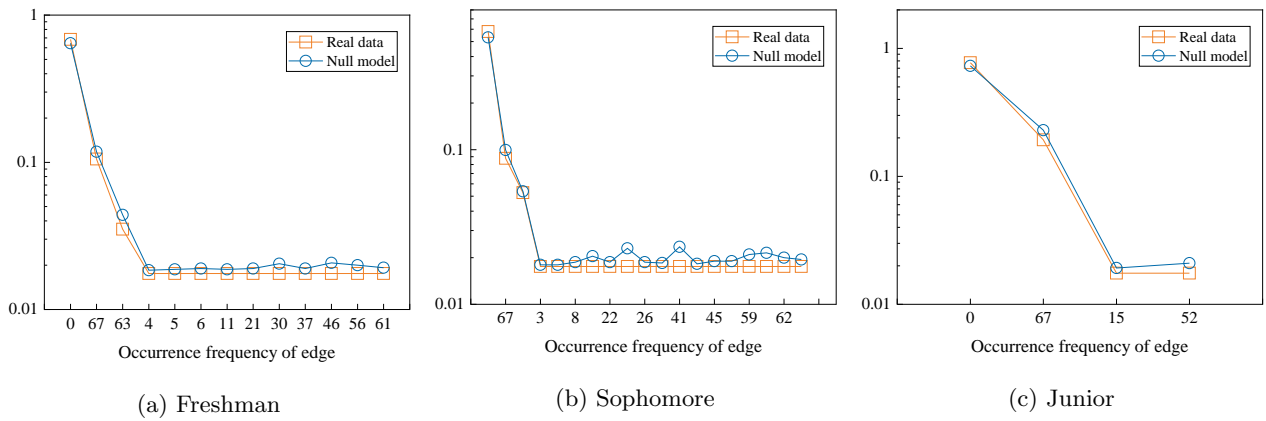 1
0.1
0.01
Real data
Null model
0 67 63 4 5 6 11 21 30 37 46 56 61
Occurrence frequency of edge
(a) Freshman
0.1
0.01
Real data
Null model
67 3 8 22 26 41 45 59 62
Occurrence frequency of edge
(b) Sophomore
1
0.1
0.01
Real data
Null model
0 67 15 52
Occurrence frequency of edge
(c) Junior